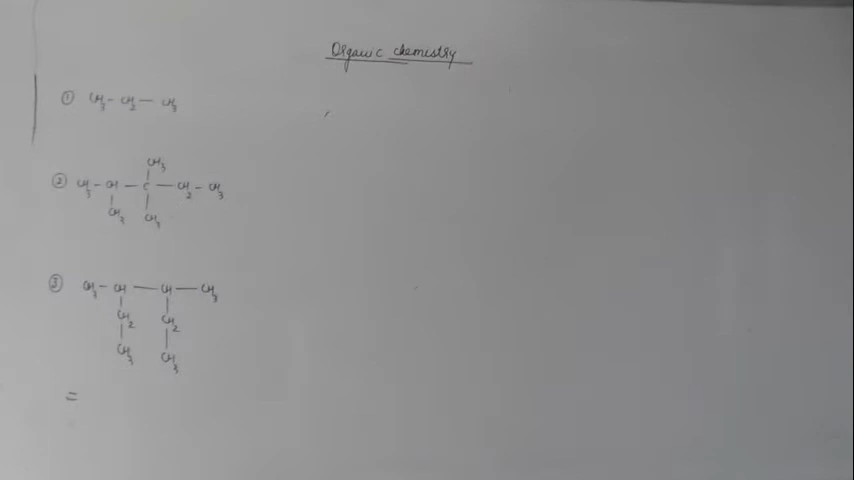 Organic chemistry
① CH3 – CH2 — CH3
CH3
|
② CH3 – CH — C — CH2 – CH3
| |
CH3 CH3
③ CH3 – CH — CH — CH3
| |
CH2 CH2
| |
CH3 CH3
=